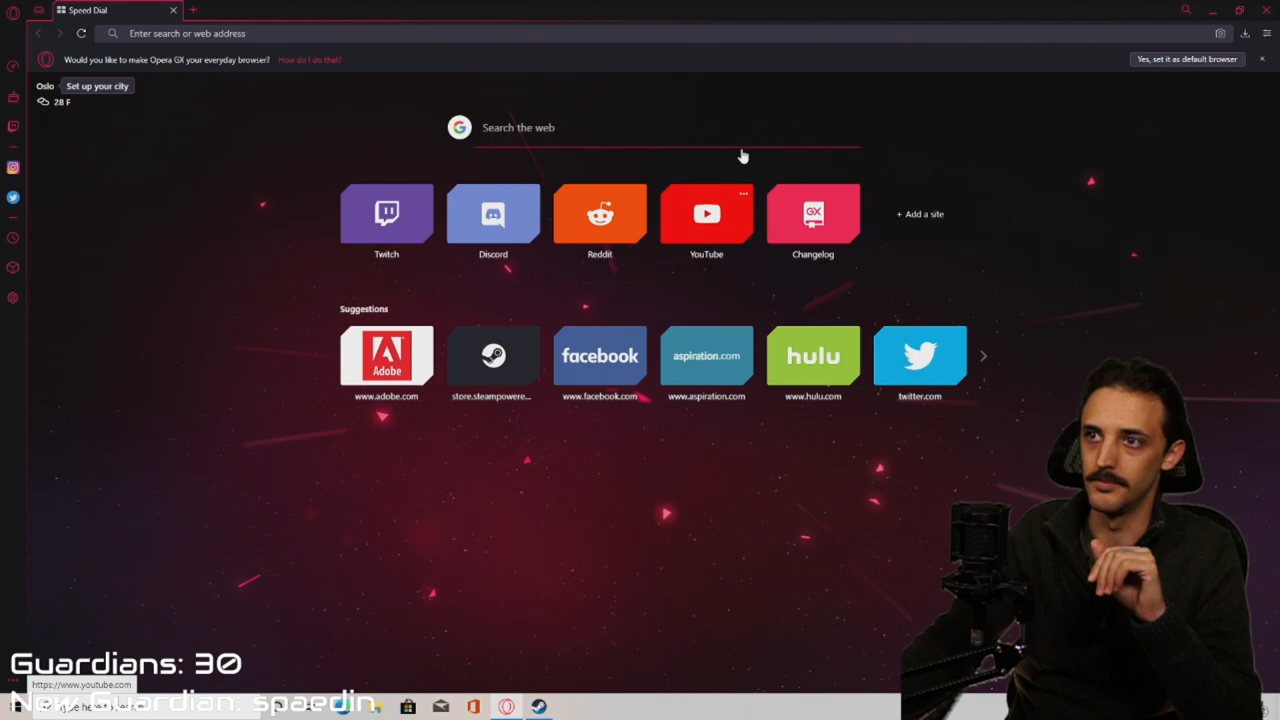 Speed Dial
Enter search or web address
Would you like to make Opera GX your everyday browser? How do I do that?
Yes, set it as default browser
Oslo
Set up your city
28 F
Search the web
Twitch
Discord
Reddit
YouTube
GX
Changelog
+ Add a site
Suggestions
Adobe
facebook
aspiration.com
hulu
www.adobe.com
store.steampowere...
www.facebook.com
www.aspiration.com
www.hulu.com
twitter.com
Guardians: 30
https://www.youtube.com
New Guardian: spaedin